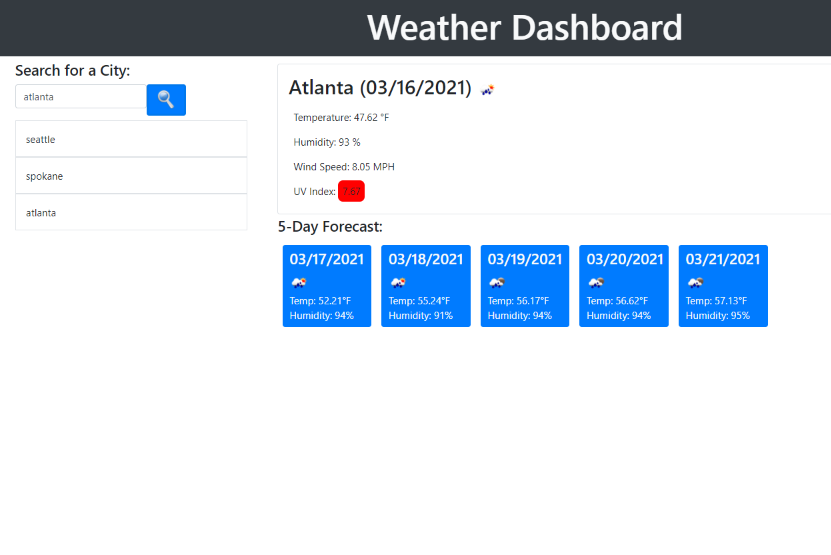 Weather Dashboard
Search for a City:
atlanta
seattle
spokane
atlanta
Atlanta (03/16/2021)
Temperature: 47.62 °F
Humidity: 93 %
Wind Speed: 8.05 MPH
UV Index: 7.67
5-Day Forecast:
03/17/2021
Temp: 52.21°F
Humidity: 94%
03/18/2021
Temp: 55.24°F
Humidity: 91%
03/19/2021
Temp: 56.17°F
Humidity: 94%
03/20/2021
Temp: 56.62°F
Humidity: 94%
03/21/2021
Temp: 57.13°F
Humidity: 95%